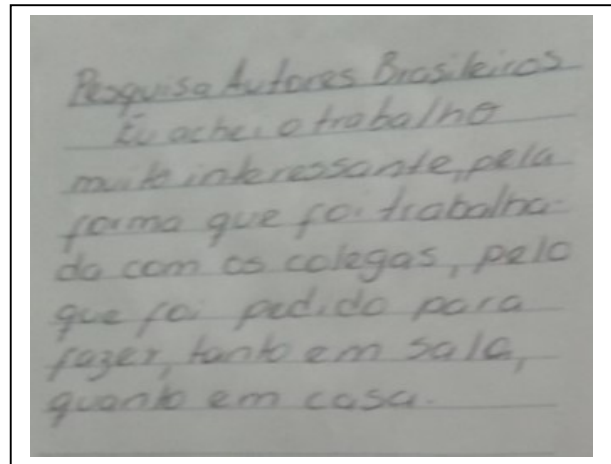 Pesquisa Autores Brasileiros
Eu achei o trabalho
muito interessante, pela
forma que foi trabalha-
do com os colegas, pelo
que foi pedido para
fazer, tanto em sala,
quanto em casa.